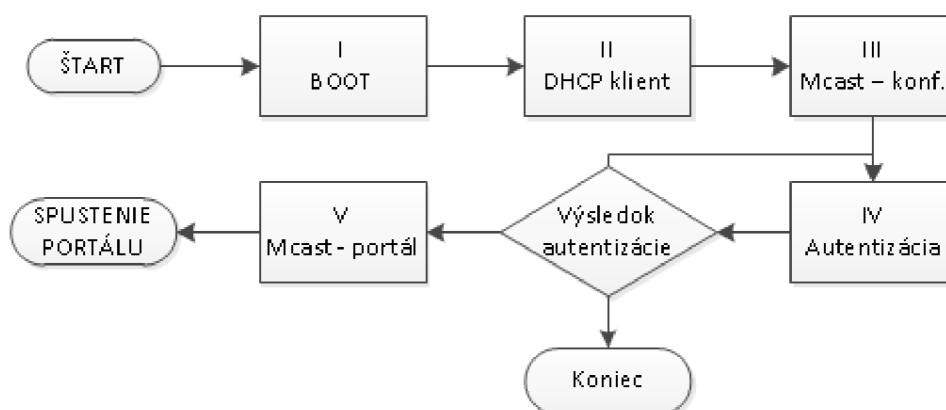 ŠTART
I
BOOT
II
DHCP klient
III
Mcast – konf.
SPUSTENIE
PORTÁLU
V
Mcast - portál
Výsledok
autentizácie
IV
Autentizácia
Koniec